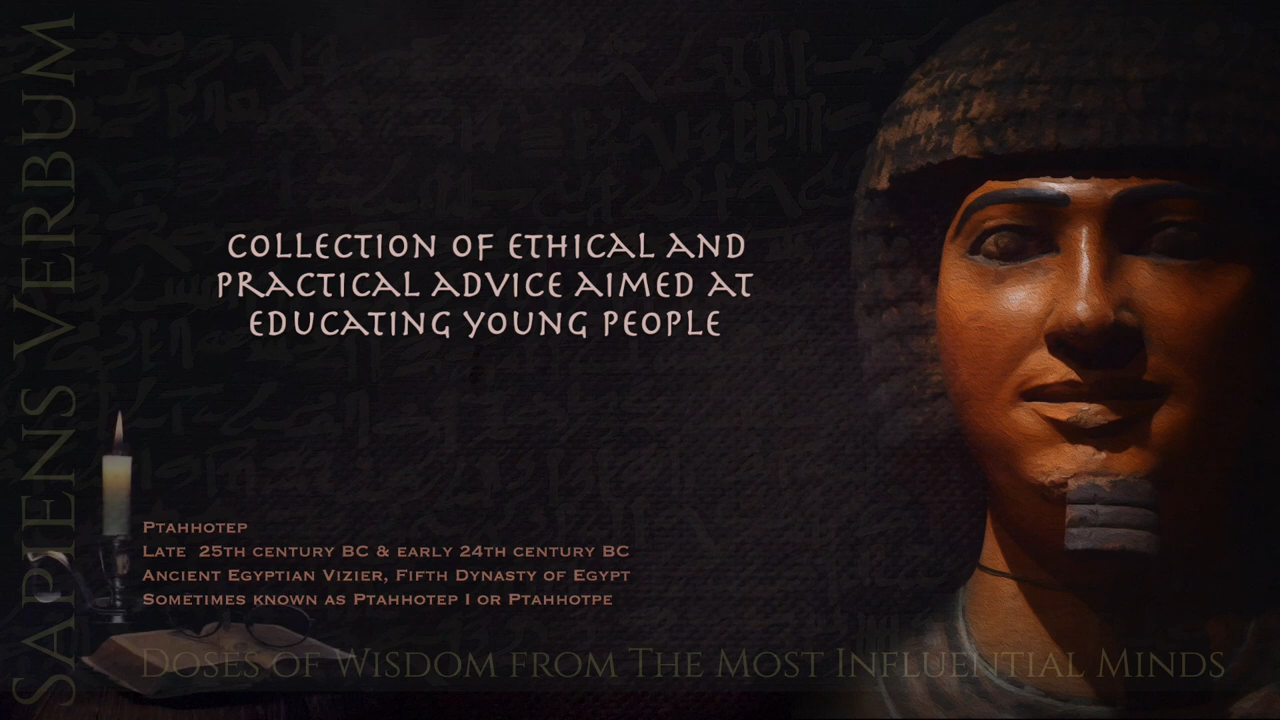 SAPIENS VERBUM
COLLECTION OF ETHICAL AND
PRACTICAL ADVICE AIMED AT
EDUCATING YOUNG PEOPLE
PTAHHOTEP
LATE 25TH CENTURY BC & EARLY 24TH CENTURY BC
ANCIENT EGYPTIAN VIZIER, FIFTH DYNASTY OF EGYPT
SOMETIMES KNOWN AS PTAHHOTEP I OR PTAHHOTPE
DOSES OF WISDOM FROM THE MOST INFLUENTIAL MINDS